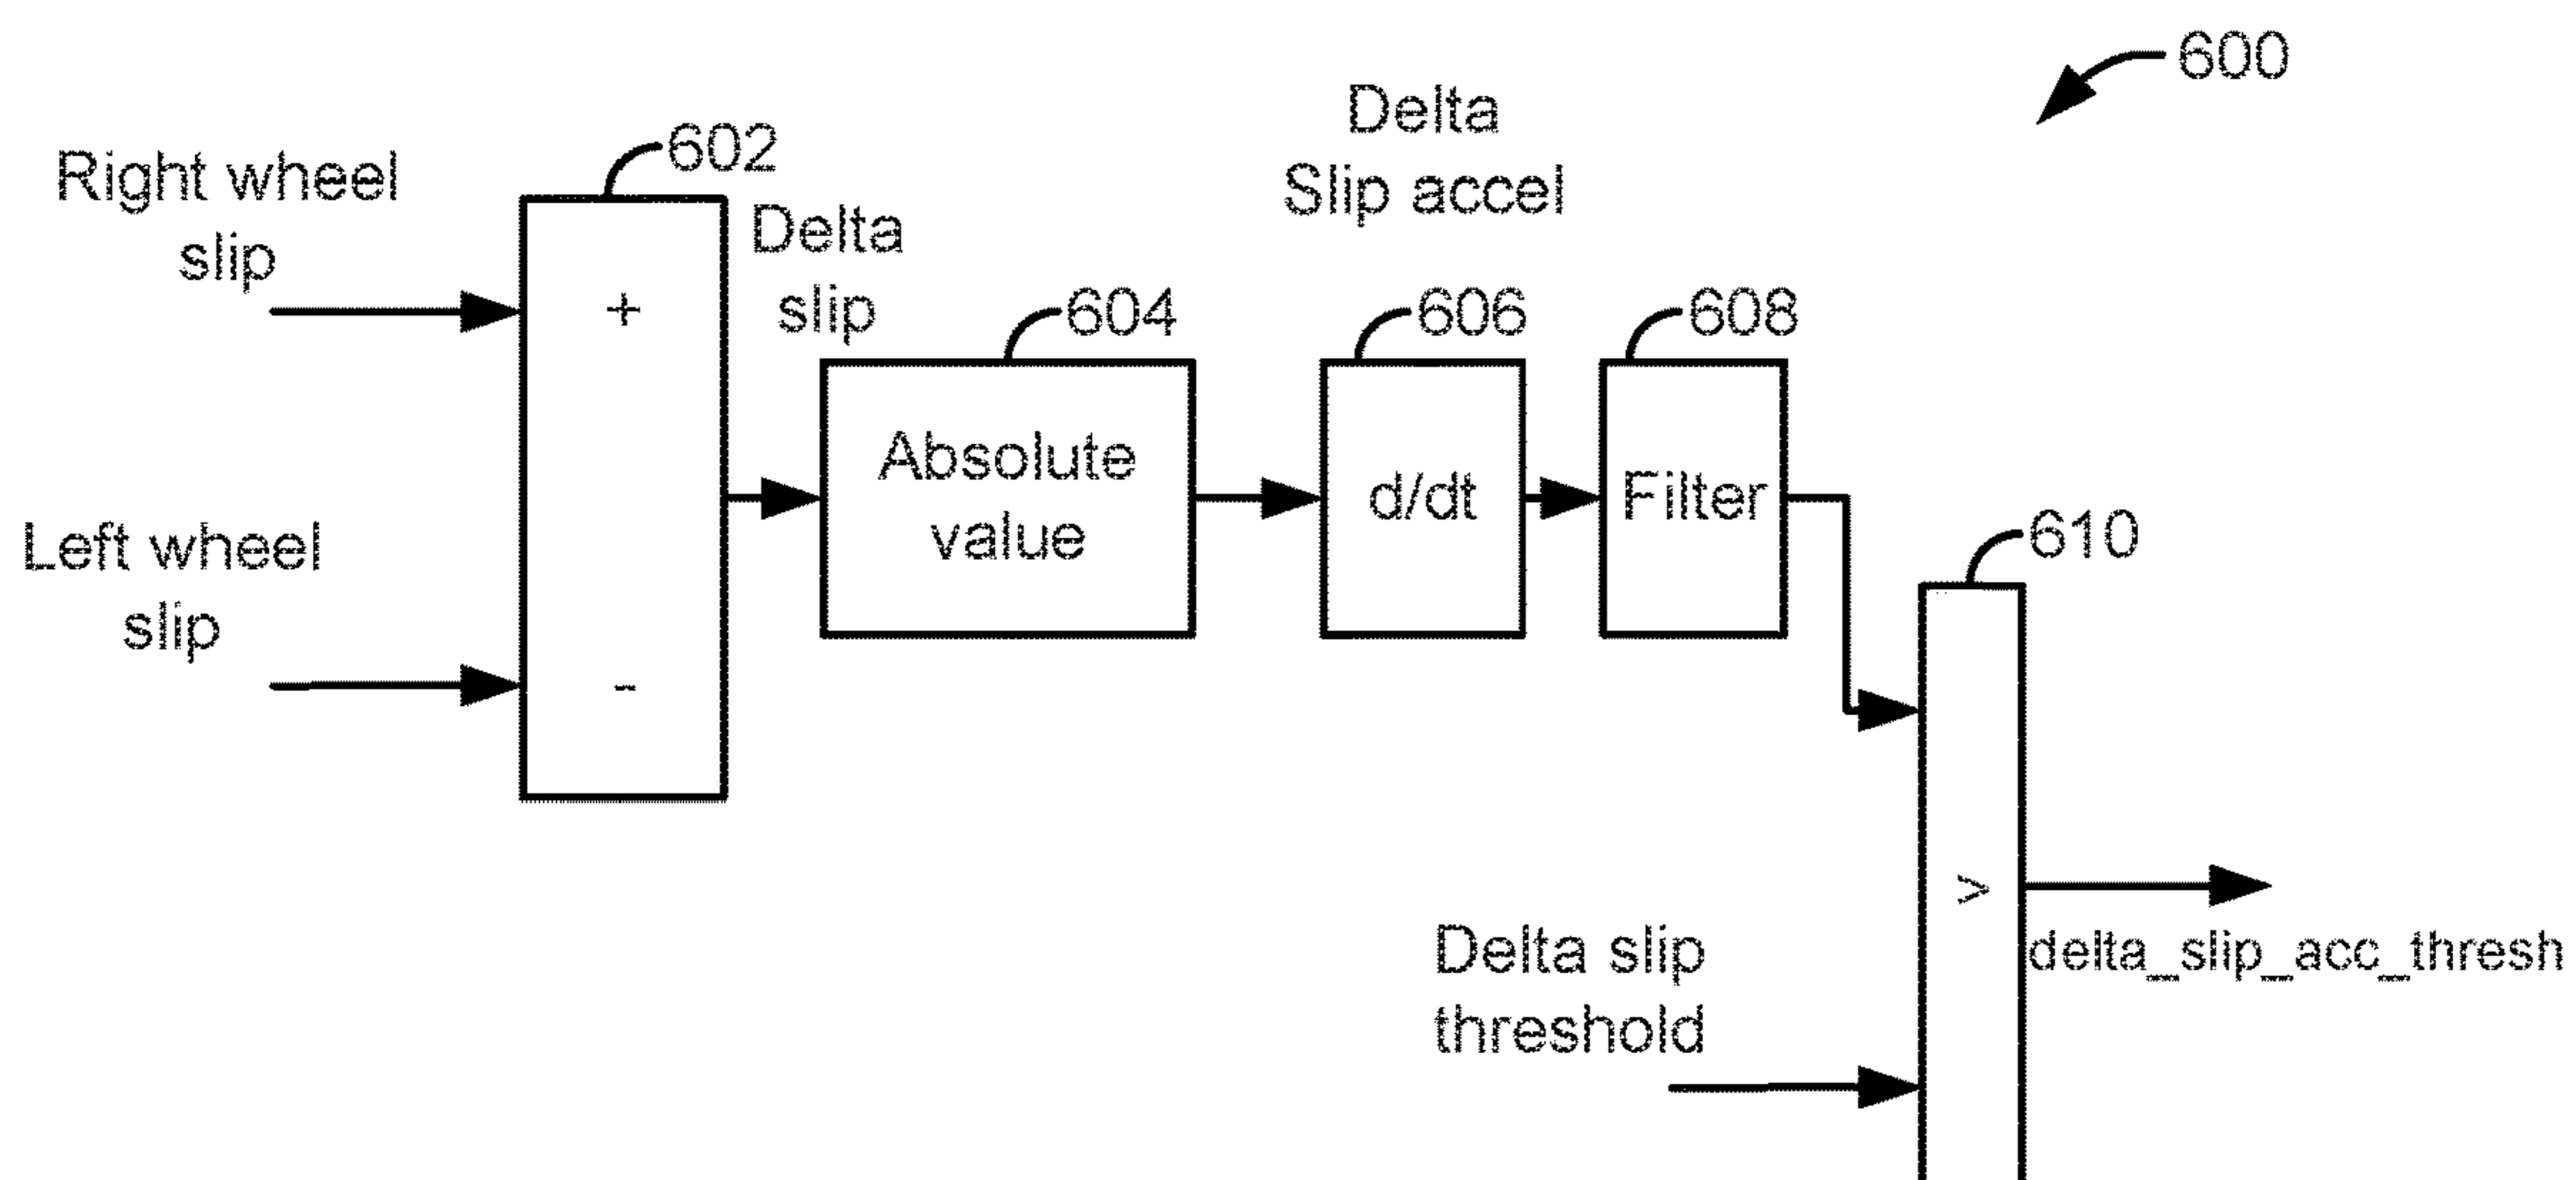 600
Delta
Slip accel
602
Right wheel
slip
Delta
slip
604
606
608
+
Absolute
value
d/dt
Filter
Left wheel
slip
-
610
>
Delta slip
threshold
delta_slip_acc_thresh